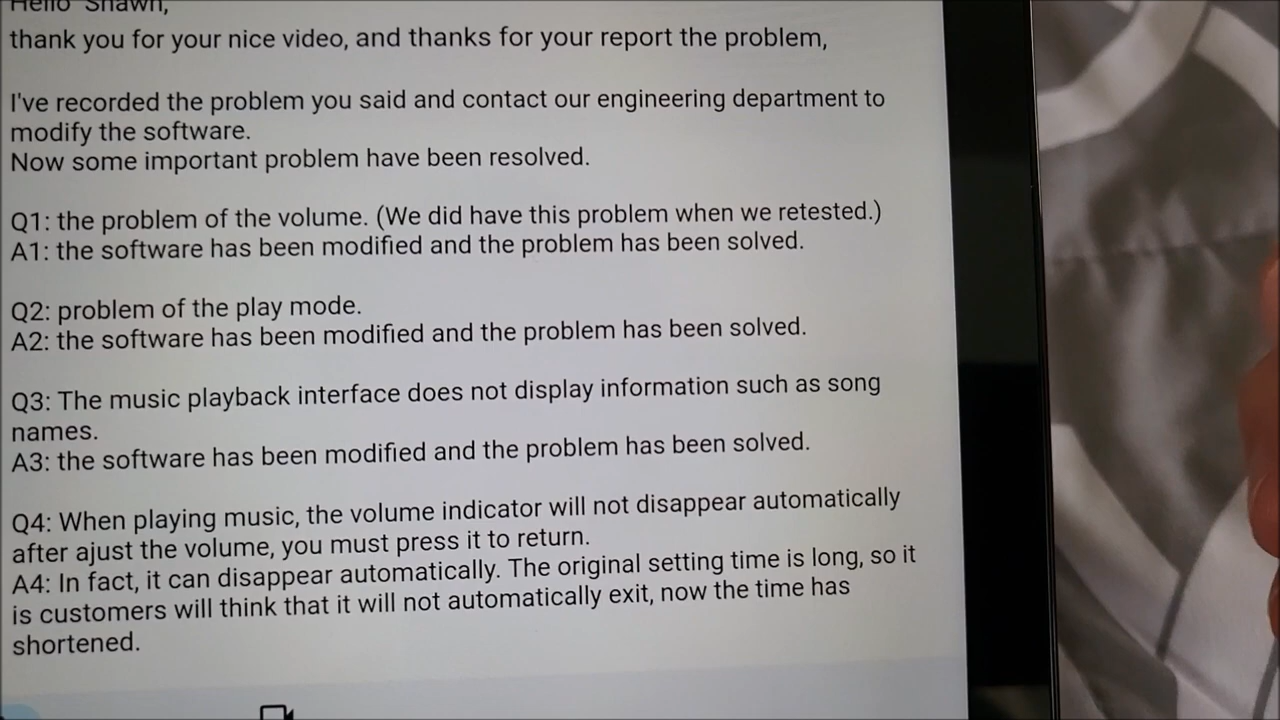 Hello Shawn,
thank you for your nice video, and thanks for your report the problem,
I've recorded the problem you said and contact our engineering department to
modify the software.
Now some important problem have been resolved.
Q1: the problem of the volume. (We did have this problem when we retested.)
A1: the software has been modified and the problem has been solved.
Q2: problem of the play mode.
A2: the software has been modified and the problem has been solved.
Q3: The music playback interface does not display information such as song
names.
A3: the software has been modified and the problem has been solved.
Q4: When playing music, the volume indicator will not disappear automatically
after ajust the volume, you must press it to return.
A4: In fact, it can disappear automatically. The original setting time is long, so it
is customers will think that it will not automatically exit, now the time has
shortened.